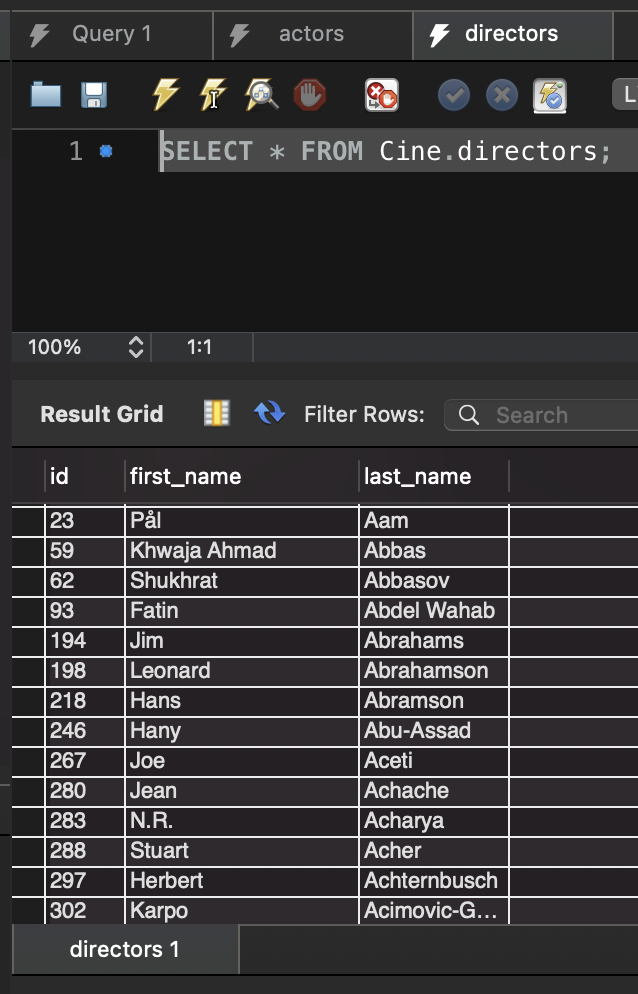 Query 1 actors directors
L
1 SELECT * FROM Cine.directors;
100% 1:1
Result Grid Filter Rows: Search
id first_name last_name
23 Pål Aam
59 Khwaja Ahmad Abbas
62 Shukhrat Abbasov
93 Fatin Abdel Wahab
194 Jim Abrahams
198 Leonard Abrahamson
218 Hans Abramson
246 Hany Abu-Assad
267 Joe Aceti
280 Jean Achache
283 N.R. Acharya
288 Stuart Acher
297 Herbert Achternbusch
302 Karpo Acimovic-G...
directors 1